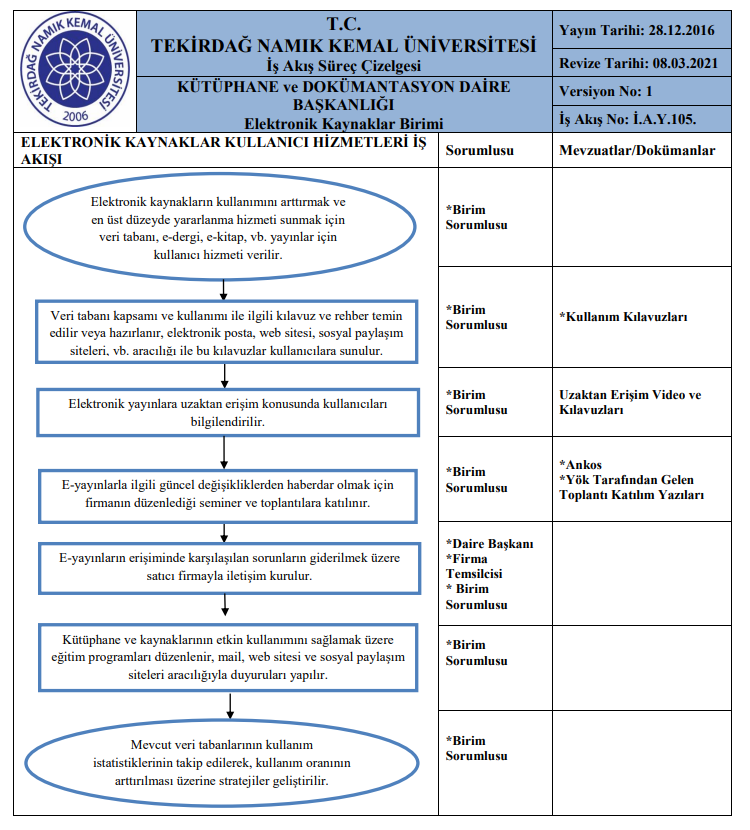 TEKİRDAĞ NAMIK KEMAL ÜNİVERSİTESİ
2006
T.C.
TEKİRDAĞ NAMIK KEMAL ÜNİVERSİTESİ
İş Akış Süreç Çizelgesi
KÜTÜPHANE ve DOKÜMANTASYON DAİRE
BAŞKANLIĞI
Elektronik Kaynaklar Birimi
Yayın Tarihi: 28.12.2016
Revize Tarihi: 08.03.2021
Versiyon No: 1
İş Akış No: İ.A.Y.105.
ELEKTRONİK KAYNAKLAR KULLANICI HİZMETLERİ İŞ
AKIŞI
Sorumlusu
Mevzuatlar/Dokümanlar
Elektronik kaynakların kullanımını arttırmak ve
en üst düzeyde yararlanma hizmeti sunmak için
veri tabanı, e-dergi, e-kitap, vb. yayınlar için
kullanıcı hizmeti verilir.
*Birim
Sorumlusu
Veri tabanı kapsamı ve kullanımı ile ilgili kılavuz ve rehber temin
edilir veya hazırlanır, elektronik posta, web sitesi, sosyal paylaşım
siteleri, vb. aracılığı ile bu kılavuzlar kullanıcılara sunulur.
*Birim
Sorumlusu
*Kullanım Kılavuzları
Elektronik yayınlara uzaktan erişim konusunda kullanıcıları
bilgilendirilir.
*Birim
Sorumlusu
Uzaktan Erişim Video ve
Kılavuzları
E-yayınlarla ilgili güncel değişikliklerden haberdar olmak için
firmanın düzenlediği seminer ve toplantılara katılınır.
*Birim
Sorumlusu
*Ankos
*Yök Tarafından Gelen
Toplantı Katılım Yazıları
E-yayınların erişiminde karşılaşılan sorunların giderilmek üzere
satıcı firmayla iletişim kurulur.
*Daire Başkanı
*Firma
Temsilcisi
* Birim
Sorumlusu
Kütüphane ve kaynaklarının etkin kullanımını sağlamak üzere
eğitim programları düzenlenir, mail, web sitesi ve sosyal paylaşım
siteleri aracılığıyla duyuruları yapılır.
*Birim
Sorumlusu
Mevcut veri tabanlarının kullanım
istatistiklerinin takip edilerek, kullanım oranının
arttırılması üzerine stratejiler geliştirilir.
*Birim
Sorumlusu